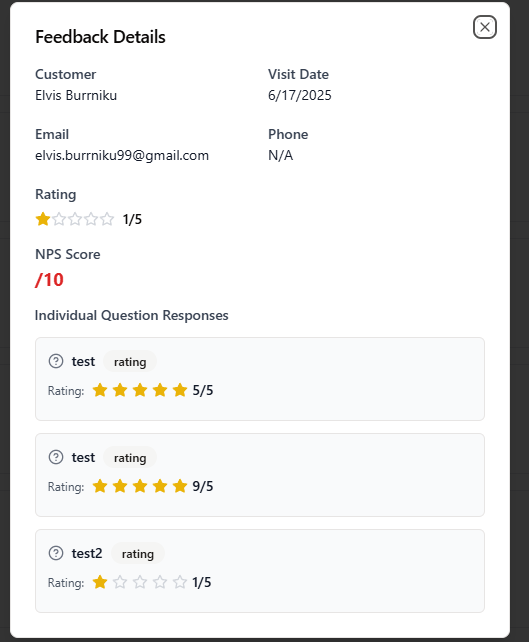 Feedback Details
Customer
Visit Date
Elvis Burrniku
6/17/2025
Email
Phone
elvis.burrniku99@gmail.com
N/A
Rating
1/5
NPS Score
/10
Individual Question Responses
test rating
Rating: 5/5
test rating
Rating: 9/5
test2 rating
Rating: 1/5